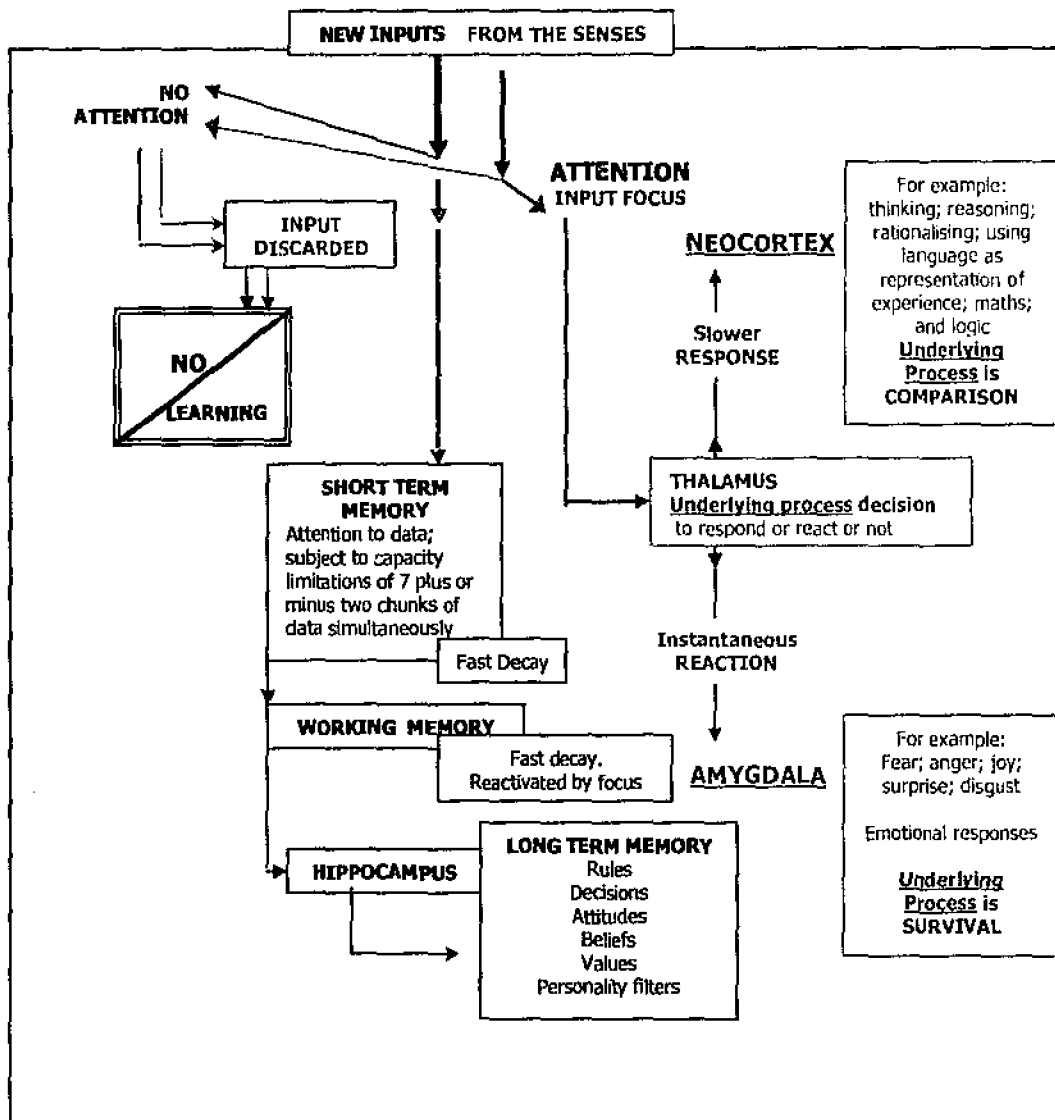 NEW INPUTS FROM THE SENSES
NO
ATTENTION
ATTENTION
INPUT FOCUS
INPUT
DISCARDED
NO
LEARNING
NEOCORTEX
For example:
thinking; reasoning;
rationalising; using
language as
representation of
experience; maths;
and logic
Underlying
Process is
COMPARISON
Slower
RESPONSE
SHORT TERM
MEMORY
Attention to data;
subject to capacity
limitations of 7 plus or
minus two chunks of
data simultaneously
Fast Decay
THALAMUS
Underlying process decision
to respond or react or not
Instantaneous
REACTION
WORKING MEMORY
Fast decay.
Reactivated by focus
AMYGDALA
For example:
Fear; anger; joy;
surprise; disgust
Emotional responses
Underlying
Process is
SURVIVAL
HIPPOCAMPUS
LONG TERM MEMORY
Rules
Decisions
Attitudes
Beliefs
Values
Personality filters